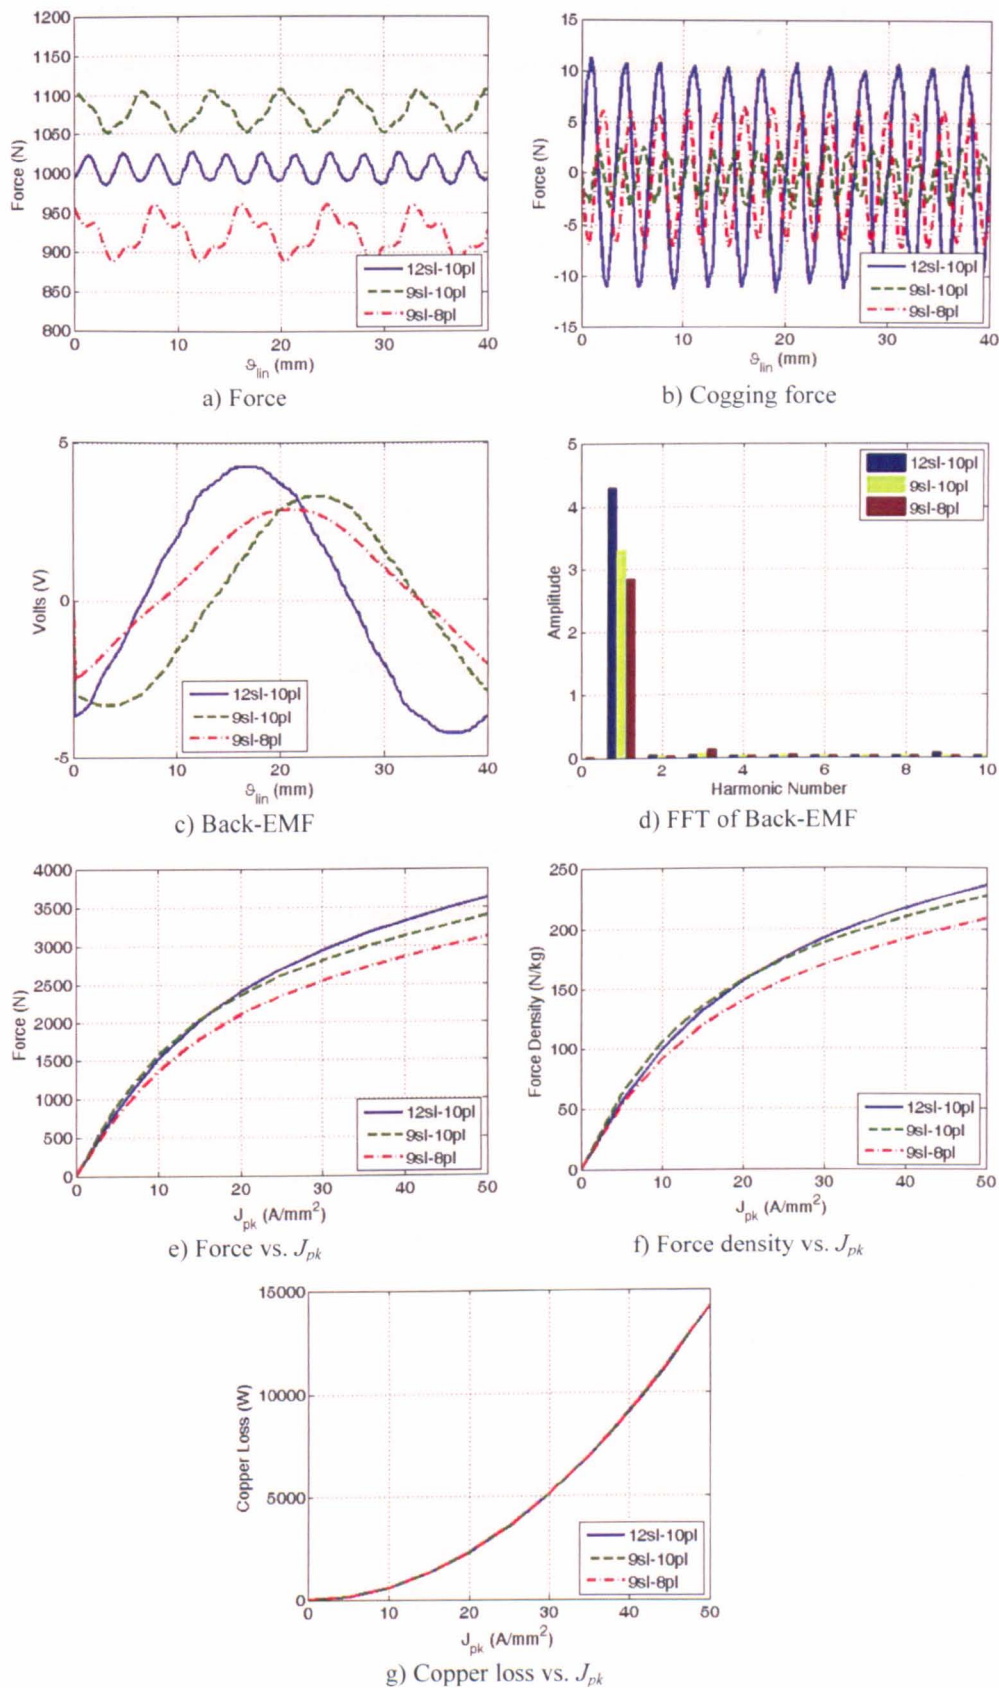 1200
1150
1100
1050
1000
950
900
850
800
Force (N)
12sl-10pl
9sl-10pl
9sl-8pl
0 10 20 30 40
ϑlin (mm)
a) Force
15
10
5
0
-5
-10
-15
Force (N)
12sl-10pl
9sl-10pl
9sl-8pl
0 10 20 30 40
ϑlin (mm)
b) Cogging force
5
0
-5
Volts (V)
12sl-10pl
9sl-10pl
9sl-8pl
0 10 20 30 40
ϑlin (mm)
c) Back-EMF
5
4
3
2
1
0
Amplitude
12sl-10pl
9sl-10pl
9sl-8pl
0 2 4 6 8 10
Harmonic Number
d) FFT of Back-EMF
4000
3500
3000
2500
2000
1500
1000
500
0
Force (N)
12sl-10pl
9sl-10pl
9sl-8pl
0 10 20 30 40 50
Jpk (A/mm²)
e) Force vs. Jpk
250
200
150
100
50
0
Force Density (N/kg)
12sl-10pl
9sl-10pl
9sl-8pl
0 10 20 30 40 50
Jpk (A/mm²)
f) Force density vs. Jpk
15000
10000
5000
0
Copper Loss (W)
12sl-10pl
9sl-10pl
9sl-8pl
0 10 20 30 40 50
Jpk (A/mm²)
g) Copper loss vs. Jpk